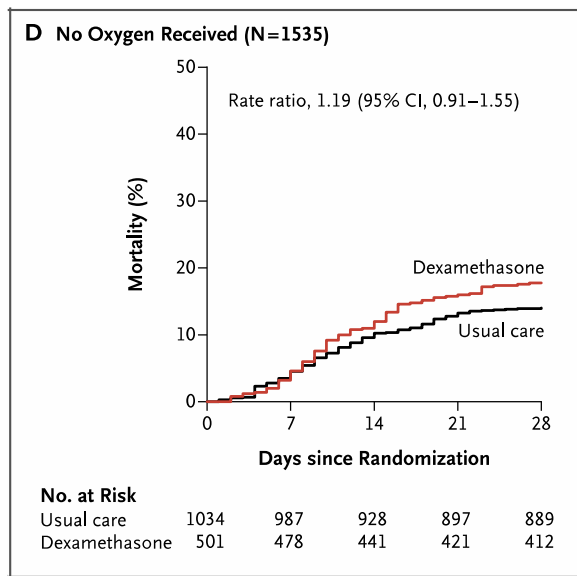 D No Oxygen Received (N=1535)
50
Rate ratio, 1.19 (95% CI, 0.91–1.55)
40
30
Mortality (%)
20
Dexamethasone
10
Usual care
0
0 7 14 21 28
Days since Randomization
No. at Risk
Usual care 1034 987 928 897 889
Dexamethasone 501 478 441 421 412